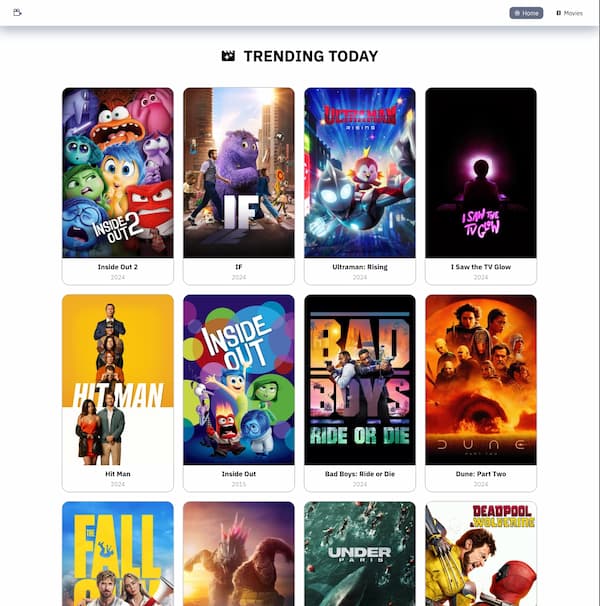 Home
Movies
TRENDING TODAY
INSIDE
OUT 2
IF
ULTRAMAN
RISING
I SAW THE
TV GLOW
Inside Out 2
2024
IF
2024
Ultraman: Rising
2024
I Saw the TV Glow
2024
HIT MAN
INSIDE
OUT
BAD
BOYS
RIDE OR DIE
DUNE
PART TWO
Hit Man
2024
Inside Out
2015
Bad Boys: Ride or Die
2024
Dune: Part Two
2024
THE
FALL
UNDER
PARIS
DEADPOOL
& WOLVERINE